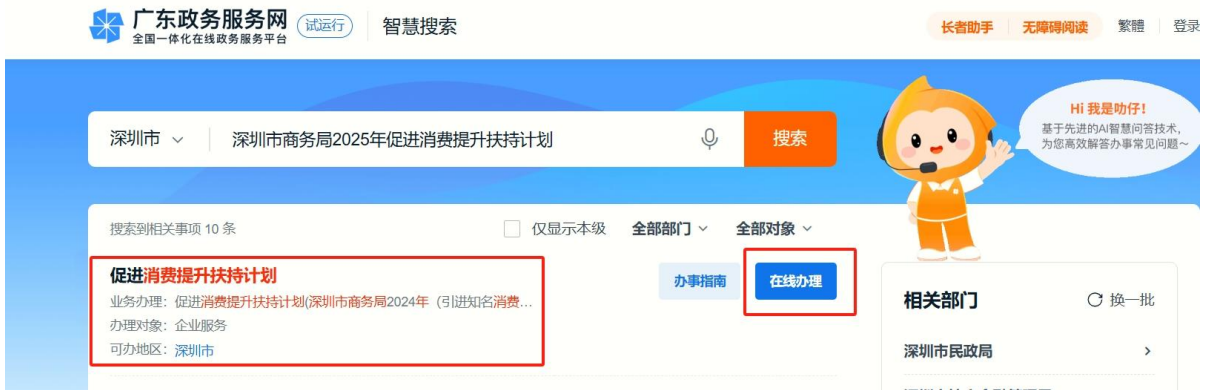 广东政务服务网
试运行
智慧搜索
全国一体化在线政务服务平台
长者助手
无障碍阅读
繁體
登录
Hi 我是叻仔!
基于先进的AI智慧问答技术，
为您高效解答办事常见问题~
深圳市
深圳市商务局2025年促进消费提升扶持计划
搜索
搜索到相关事项 10 条
仅显示本级
全部部门
全部对象
促进消费提升扶持计划
办事指南
在线办理
业务办理：促进消费提升扶持计划(深圳市商务局2024年（引进知名消费...
办理对象：企业服务
可办地区：深圳市
相关部门
换一批
深圳市民政局